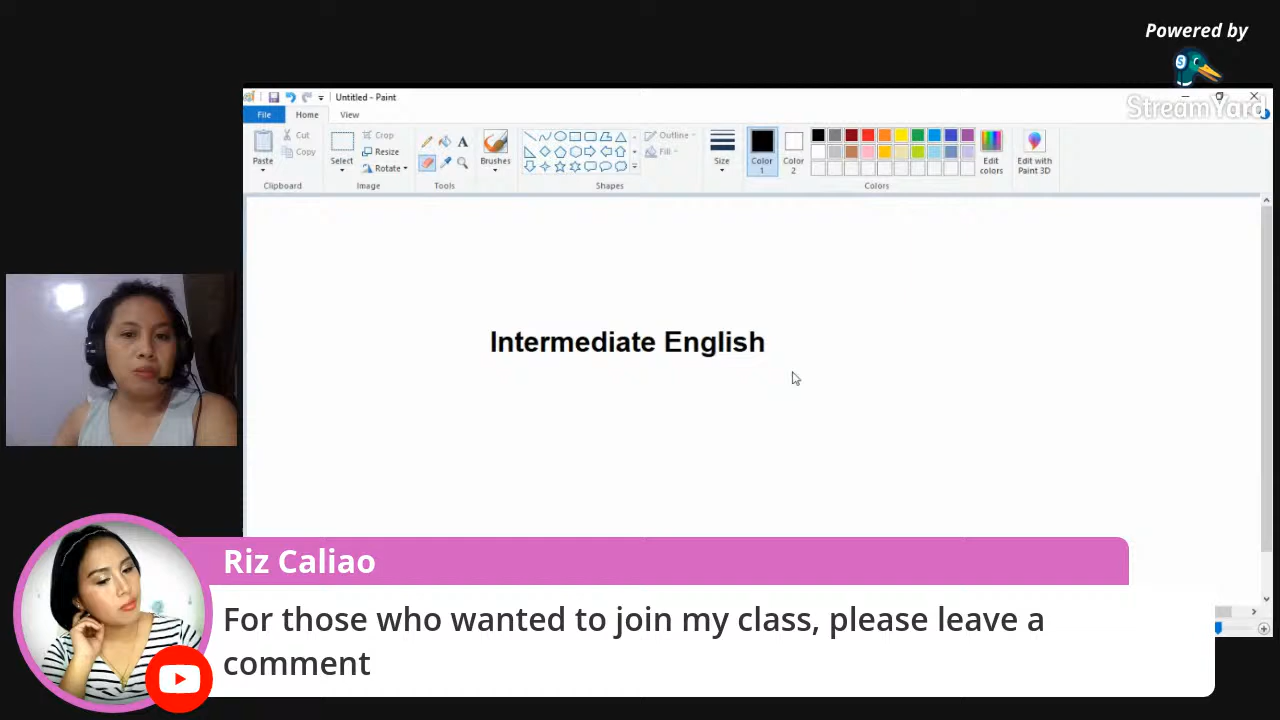 Powered by
StreamYard
Untitled - Paint
File Home View
Paste
Cut
Copy
Clipboard
Select
Crop
Resize
Rotate
Image
Tools
Brushes
Shapes
Outline
Fill
Size
Color 1
Color 2
Edit colors
Colors
Edit with Paint 3D
Intermediate English
Riz Caliao
For those who wanted to join my class, please leave a
comment